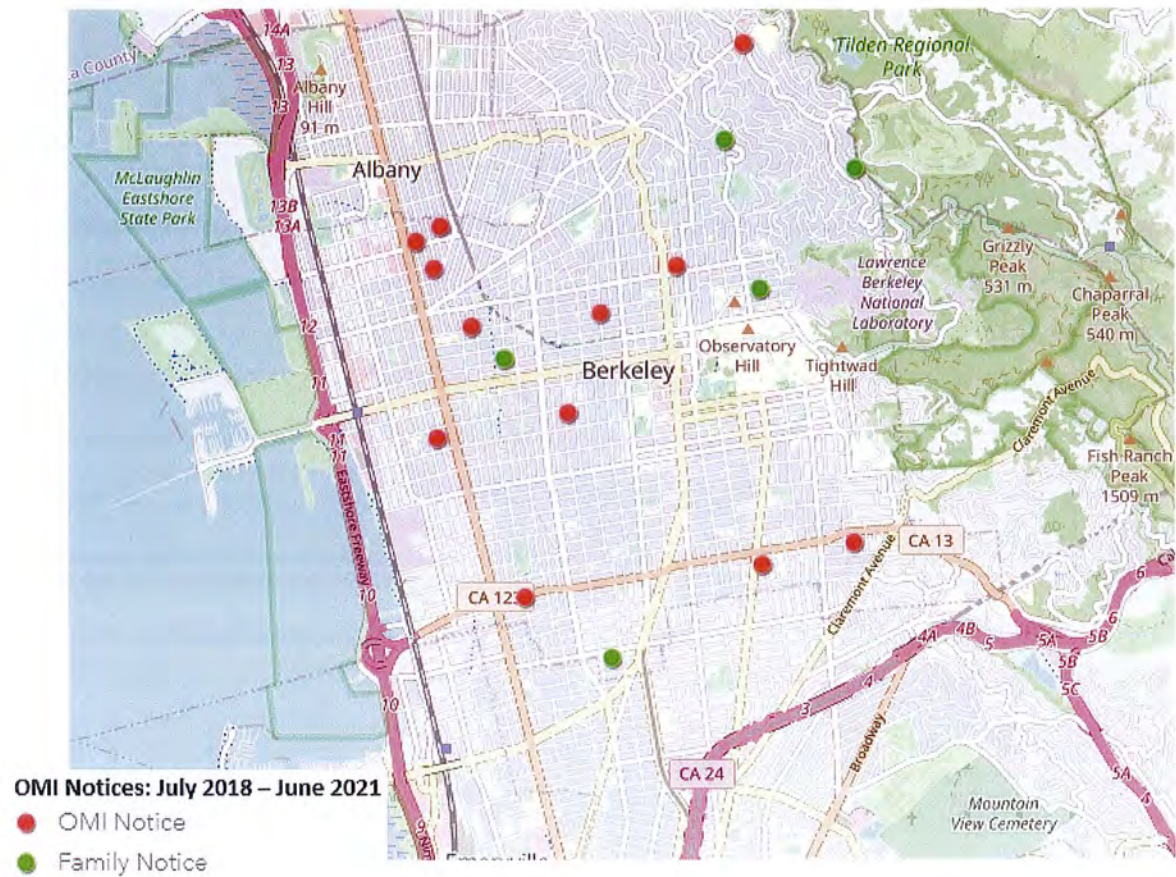 14A
a County
13
Tilden Regional
Park
Albany
Hill
91 m
13
Albany
McLaughlin
Eastshore
State Park
13B
13A
Grizzly
Peak
531 m
Lawrence
Berkeley
National
Laboratory
Chaparral
Peak
540 m
12
Observatory
Hill
Tightwad
Hill
Berkeley
11
Claremont Avenue
11
11
Fish Ranch
Peak
1509 m
Eastshore Freeway
CA 13
10
CA 123
Claremont Avenue
6
Ca
6
4A
4B
5
5A
5B
5B
5C
4
10
3
Broadway
CA 24
5A
Mountain
View Cemetery
OMI Notices: July 2018 – June 2021
OMI Notice
Family Notice